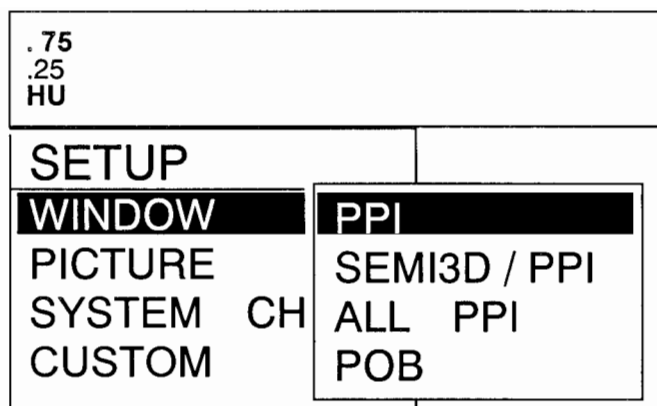 . 75
.25
HU
SETUP
WINDOW
PICTURE
SYSTEM CH
CUSTOM
PPI
SEMI3D / PPI
ALL PPI
POB